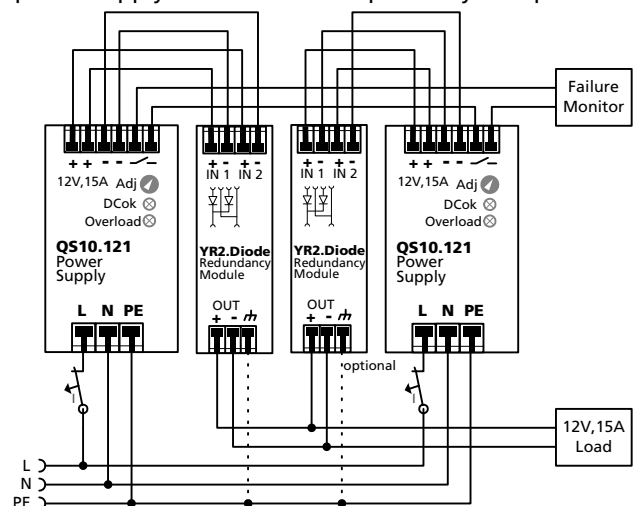 Failure
Monitor
+ + - -
+ - + -
IN 1 IN 2
+ - + -
IN 1 IN 2
+ + - -
12V,15A Adj
DCok
Overload
QS10.121
Power
Supply
L N PE
YR2.Diode
Redundancy
Module
OUT
+ -
YR2.Diode
Redundancy
Module
OUT
+ -
optional
12V,15A Adj
DCok
Overload
QS10.121
Power
Supply
L N PE
I
I
12V,15A
Load
L
N
PE